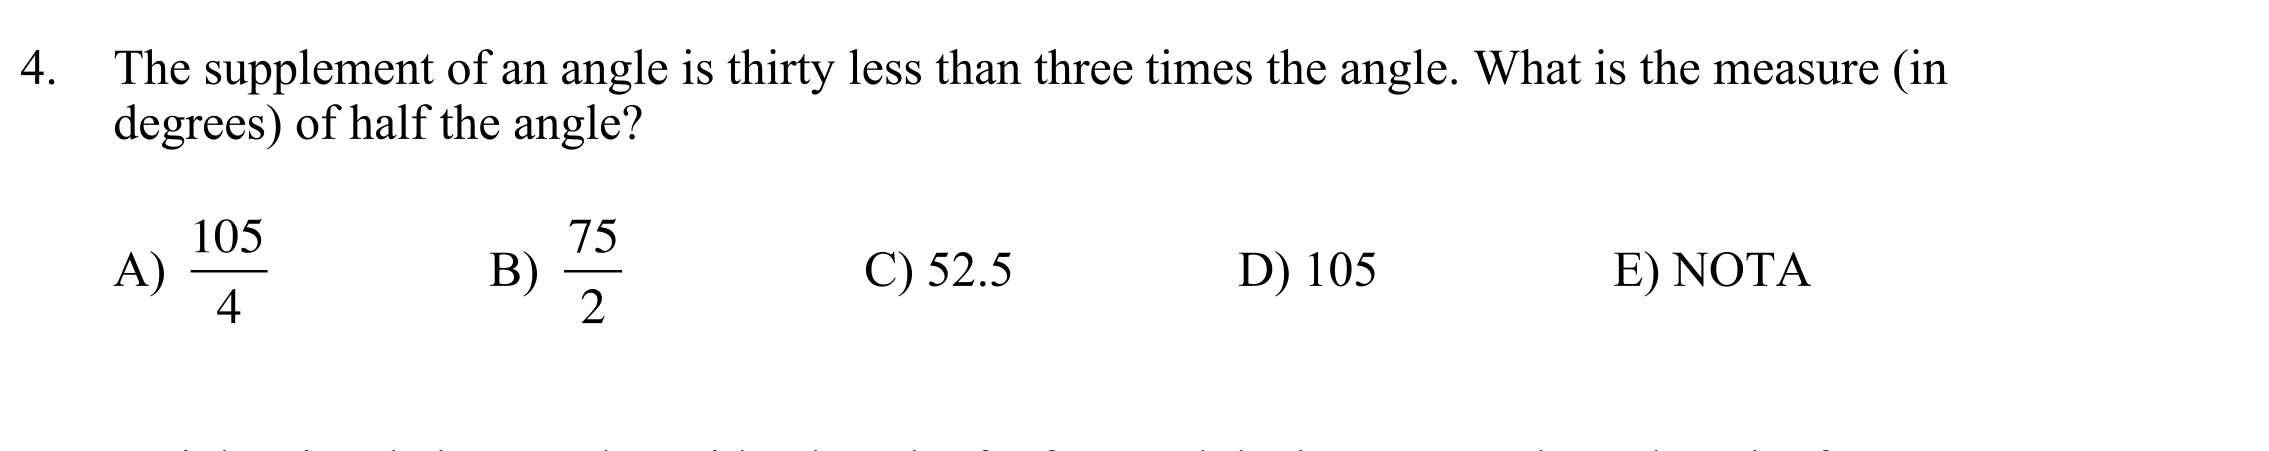 4. The supplement of an angle is thirty less than three times the angle. What is the measure (in
degrees) of half the angle?
A) 105/4 B) 75/2 C) 52.5 D) 105 E) NOTA